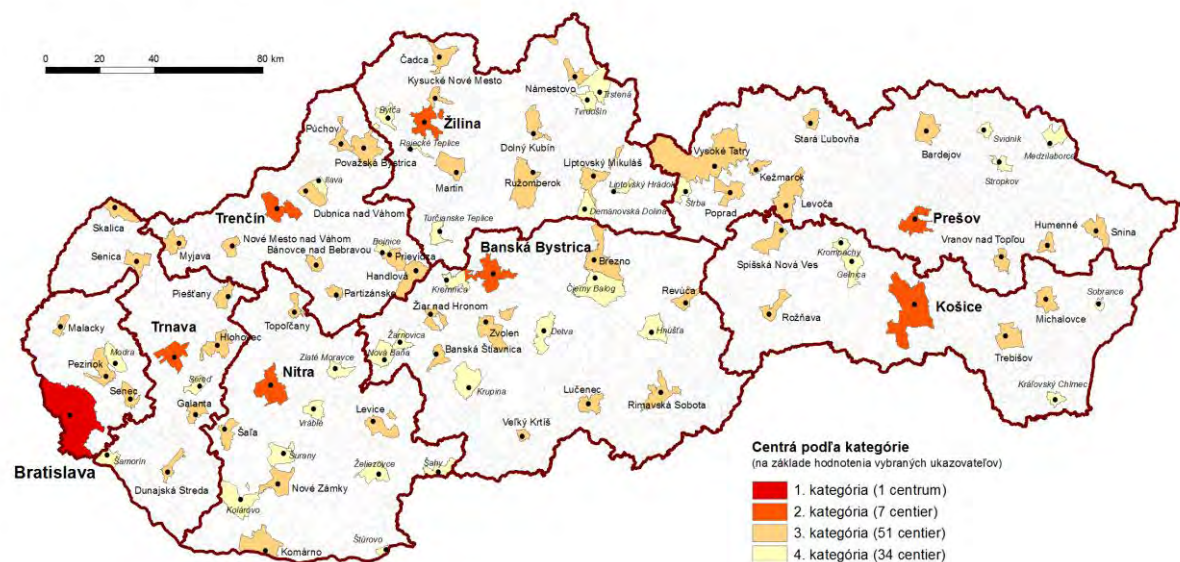 0 20 40 80 km
Čadca
Kysucké Nové Mesto
Námestovo
Trstená
Tvrdošín
Bytča
Žilina
Stará Ľubovňa
Bardejov
Svidník
Medzilaborce
Púchov
Rajecké Teplice
Dolný Kubín
Vysoké Tatry
Považská Bystrica
Liptovský Mikuláš
Stropkov
Martin
Ružomberok
Kežmarok
Ilava
Liptovský Hrádok
Štrba
Poprad
Dubnica nad Váhom
Levoča
Trenčín
Demänovská Dolina
Prešov
Turčianske Teplice
Skalica
Nové Mesto nad Váhom
Banská Bystrica
Humenné
Snina
Bánovce nad Bebravou
Bojnice
Krompachy
Vranov nad Topľou
Myjava
Prievidza
Brezno
Spišská Nová Ves
Senica
Handlová
Gelnica
Kremnica
Čierny Balog
Piešťany
Partizánske
Revúca
Košice
Sobrance
Žiar nad Hronom
Topoľčany
Rožňava
Michalovce
Malacky
Trnava
Zvolen
Detva
Hnúšťa
Hlohovec
Žarnovica
Trebišov
Modra
Zlaté Moravce
Nová Baňa
Banská Štiavnica
Pezinok
Nitra
Sereď
Kráľovský Chlmec
Senec
Krupina
Lučenec
Rimavská Sobota
Galanta
Vráble
Levice
Šaľa
Veľký Krtíš
Bratislava
Šamorín
Šurany
Želiezovce
Šahy
Dunajská Streda
Nové Zámky
Kolárovo
Štúrovo
Komárno
Centrá podľa kategórie
(na základe hodnotenia vybraných ukazovateľov)
1. kategória (1 centrum)
2. kategória (7 centier)
3. kategória (51 centier)
4. kategória (34 centier)